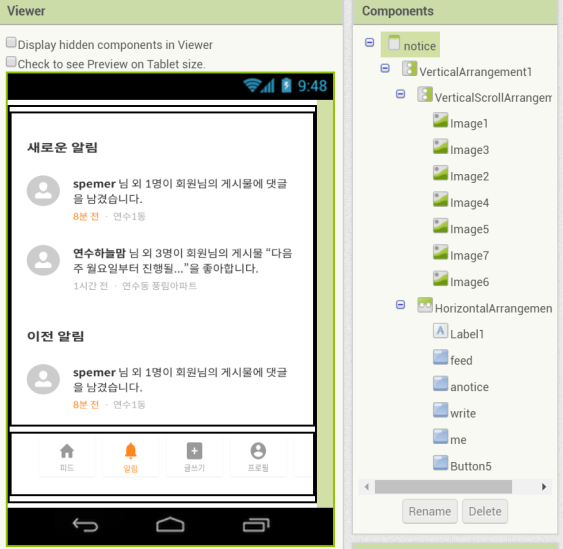 Viewer
Display hidden components in Viewer
Check to see Preview on Tablet size.
9:48
새로운 알림
spemer 님 외 1명이 회원님의 게시물에 댓글
을 남겼습니다.
8분 전 · 연수1동
연수하늘맘 님 외 3명이 회원님의 게시물 “다음
주 월요일부터 진행될...”을 좋아합니다.
1시간 전 · 연수동 풍림아파트
이전 알림
spemer 님 외 1명이 회원님의 게시물에 댓글
을 남겼습니다.
8분 전 · 연수1동
피드
알림
글쓰기
프로필
Components
notice
VerticalArrangement1
VerticalScrollArrangem
Image1
Image3
Image2
Image4
Image5
Image7
Image6
HorizontalArrangemen
A Label1
feed
anotice
write
me
Button5
Rename
Delete